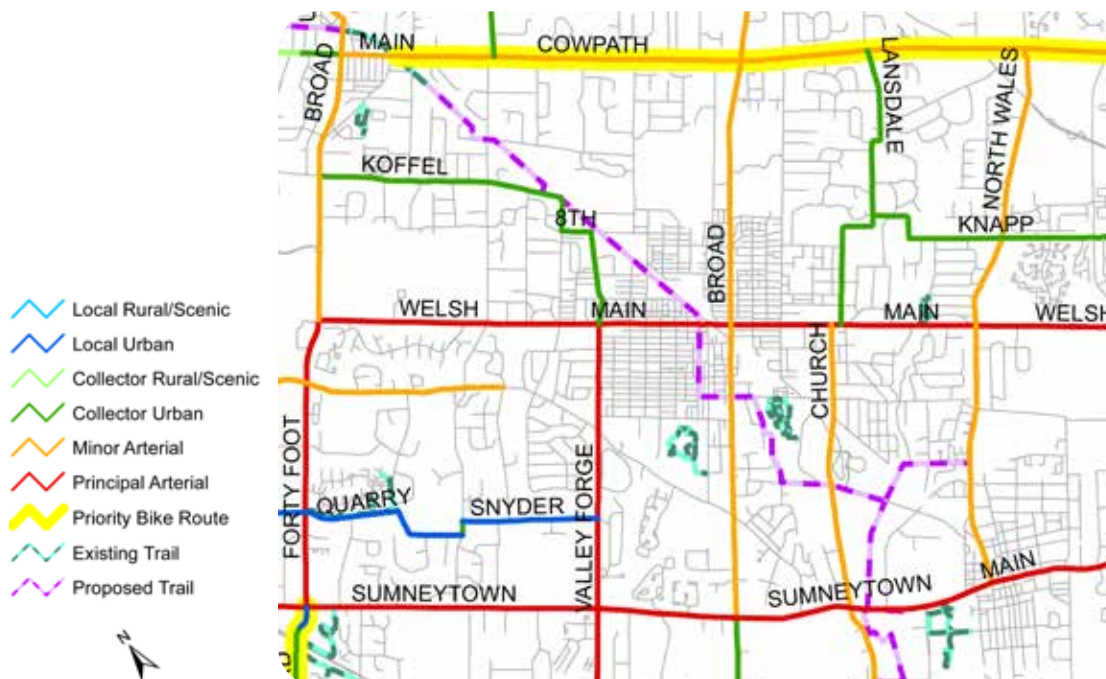 Local Rural/Scenic
Local Urban
Collector Rural/Scenic
Collector Urban
Minor Arterial
Principal Arterial
Priority Bike Route
Existing Trail
Proposed Trail
N
MAIN
COWPATH
BROAD
LANSDALE
NORTH WALES
KOFFEL
8TH
KNAPP
BROAD
WELSH
MAIN
MAIN
WELSH
CHURCH
FORTY FOOT
QUARRY
SNYDER
VALLEY FORGE
SUMNEYTOWN
SUMNEYTOWN
MAIN